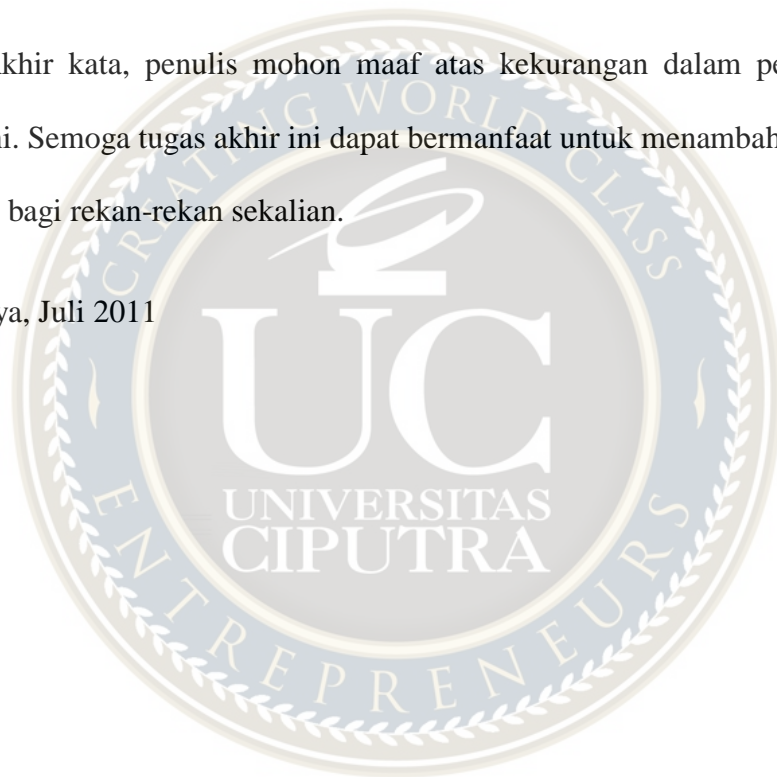 khir kata, penulis mohon maaf atas kekurangan dalam pe
i. Semoga tugas akhir ini dapat bermanfaat untuk menambah
bagi rekan-rekan sekalian.
ya, Juli 2011
CREATING WORLD CLASS
UC
UNIVERSITAS
CIPUTRA
ENTREPRENEURS